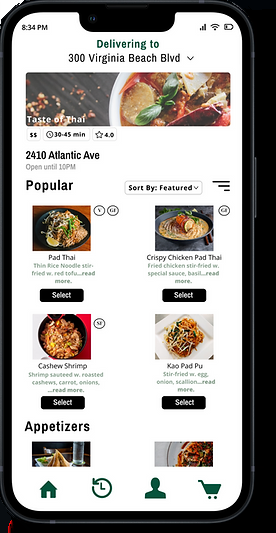 8:34 PM
Delivering to
300 Virginia Beach Blvd
Taste of Thai
$$ 30-45 min 4.0
2410 Atlantic Ave
Open until 10PM
Popular
Sort By: Featured
V GF
GF
Pad Thai
Thin Rice Noodle stir-
fried w. red tofu...read
more.
Select
Crispy Chicken Pad Thai
Fried chicken stir-fried w.
special sauce, basil...read
more.
Select
Cashew Shrimp
Shrimp sauteed w. roasted
cashews, carrot, onions,
...read more.
Select
Kao Pad Pu
Stir-fried w. egg,
onion, scallion...read
more.
Select
Appetizers